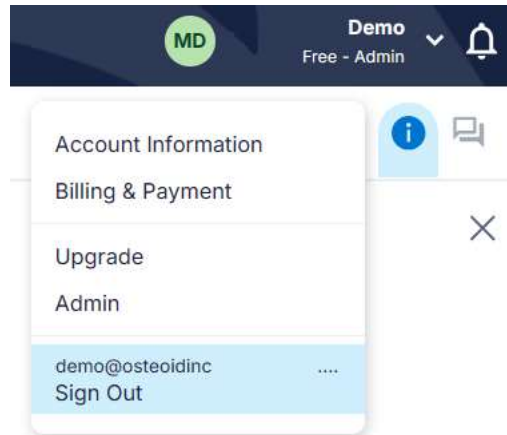 MD
Demo
Free - Admin
Account Information
Billing & Payment
Upgrade
Admin
demo@osteoidinc ....
Sign Out